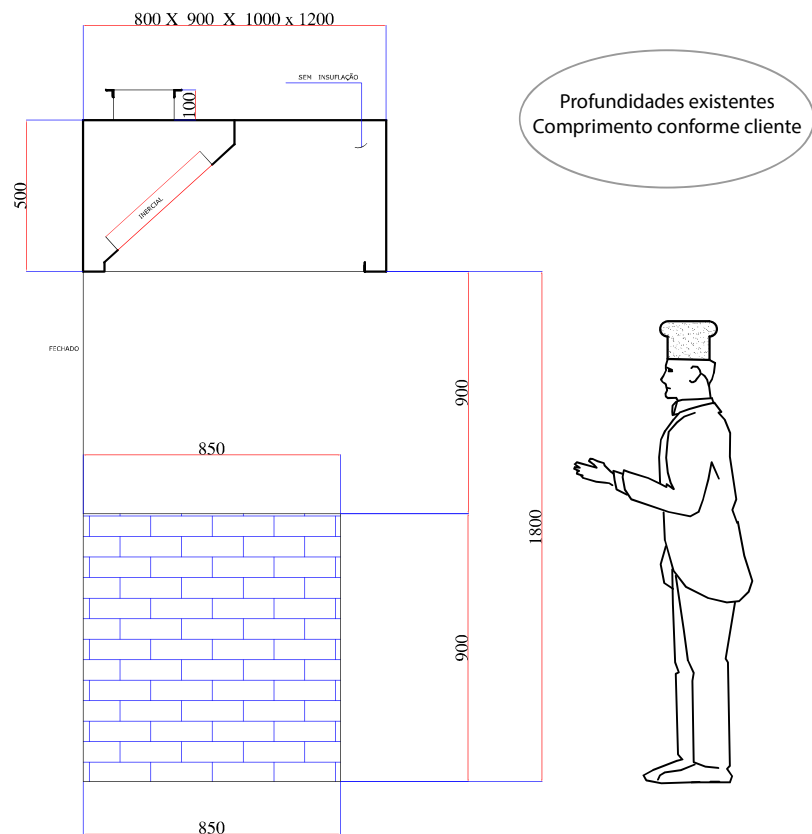 800 X 900 X 1000 x 1200
100
SEM INSUFLAÇÃO
Profundidades existentes
Comprimento conforme cliente
500
INERCIAL
FECHADO
900
850
1800
900
850